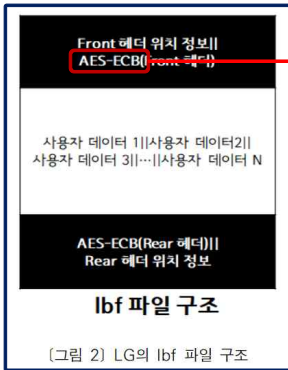 Front 헤더 위치 정보||
AES-ECB(Front 헤더)
사용자 데이터 1||사용자 데이터2||
사용자 데이터 3||…||사용자 데이터 N
AES-ECB(Rear 헤더)||
Rear 헤더 위치 정보
lbf 파일 구조
〔그림 2〕 LG의 lbf 파일 구조